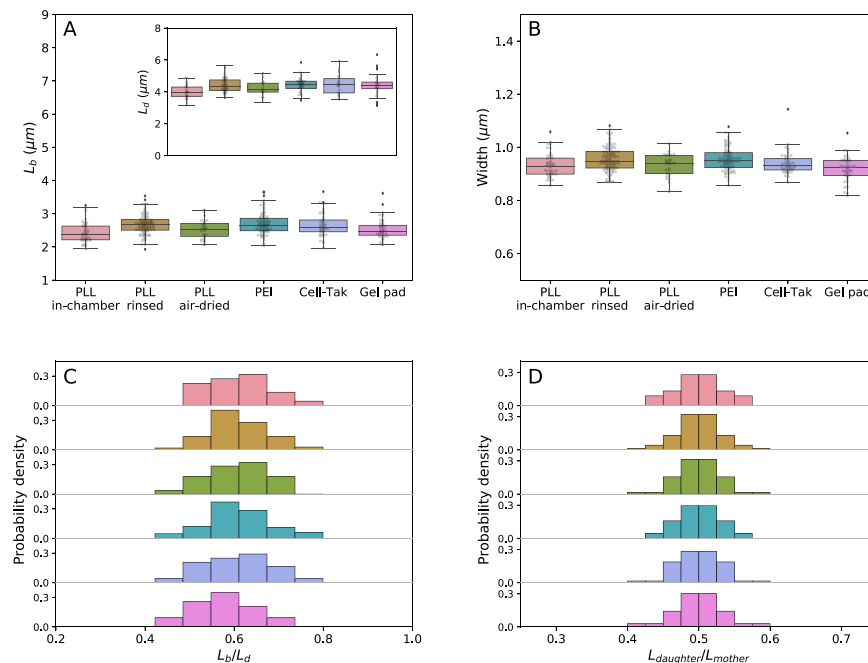 A
9
8
7
6
5
4
3
2
1
L_b (μm)
8
6
4
2
0
L_d (μm)
PLL in-chamber
PLL rinsed
PLL air-dried
PEI
Cell-Tak
Gel pad
B
1.4
1.2
1.0
0.8
0.6
Width (μm)
PLL in-chamber
PLL rinsed
PLL air-dried
PEI
Cell-Tak
Gel pad
C
0.3
0.0
0.3
0.0
0.3
0.0
0.3
0.0
0.3
0.0
0.3
0.0
Probability density
0.2 0.4 0.6 0.8 1.0
L_b/L_d
D
0.3
0.0
0.3
0.0
0.3
0.0
0.3
0.0
0.3
0.0
0.3
0.0
Probability density
0.3 0.4 0.5 0.6 0.7
L_daughter/L_mother